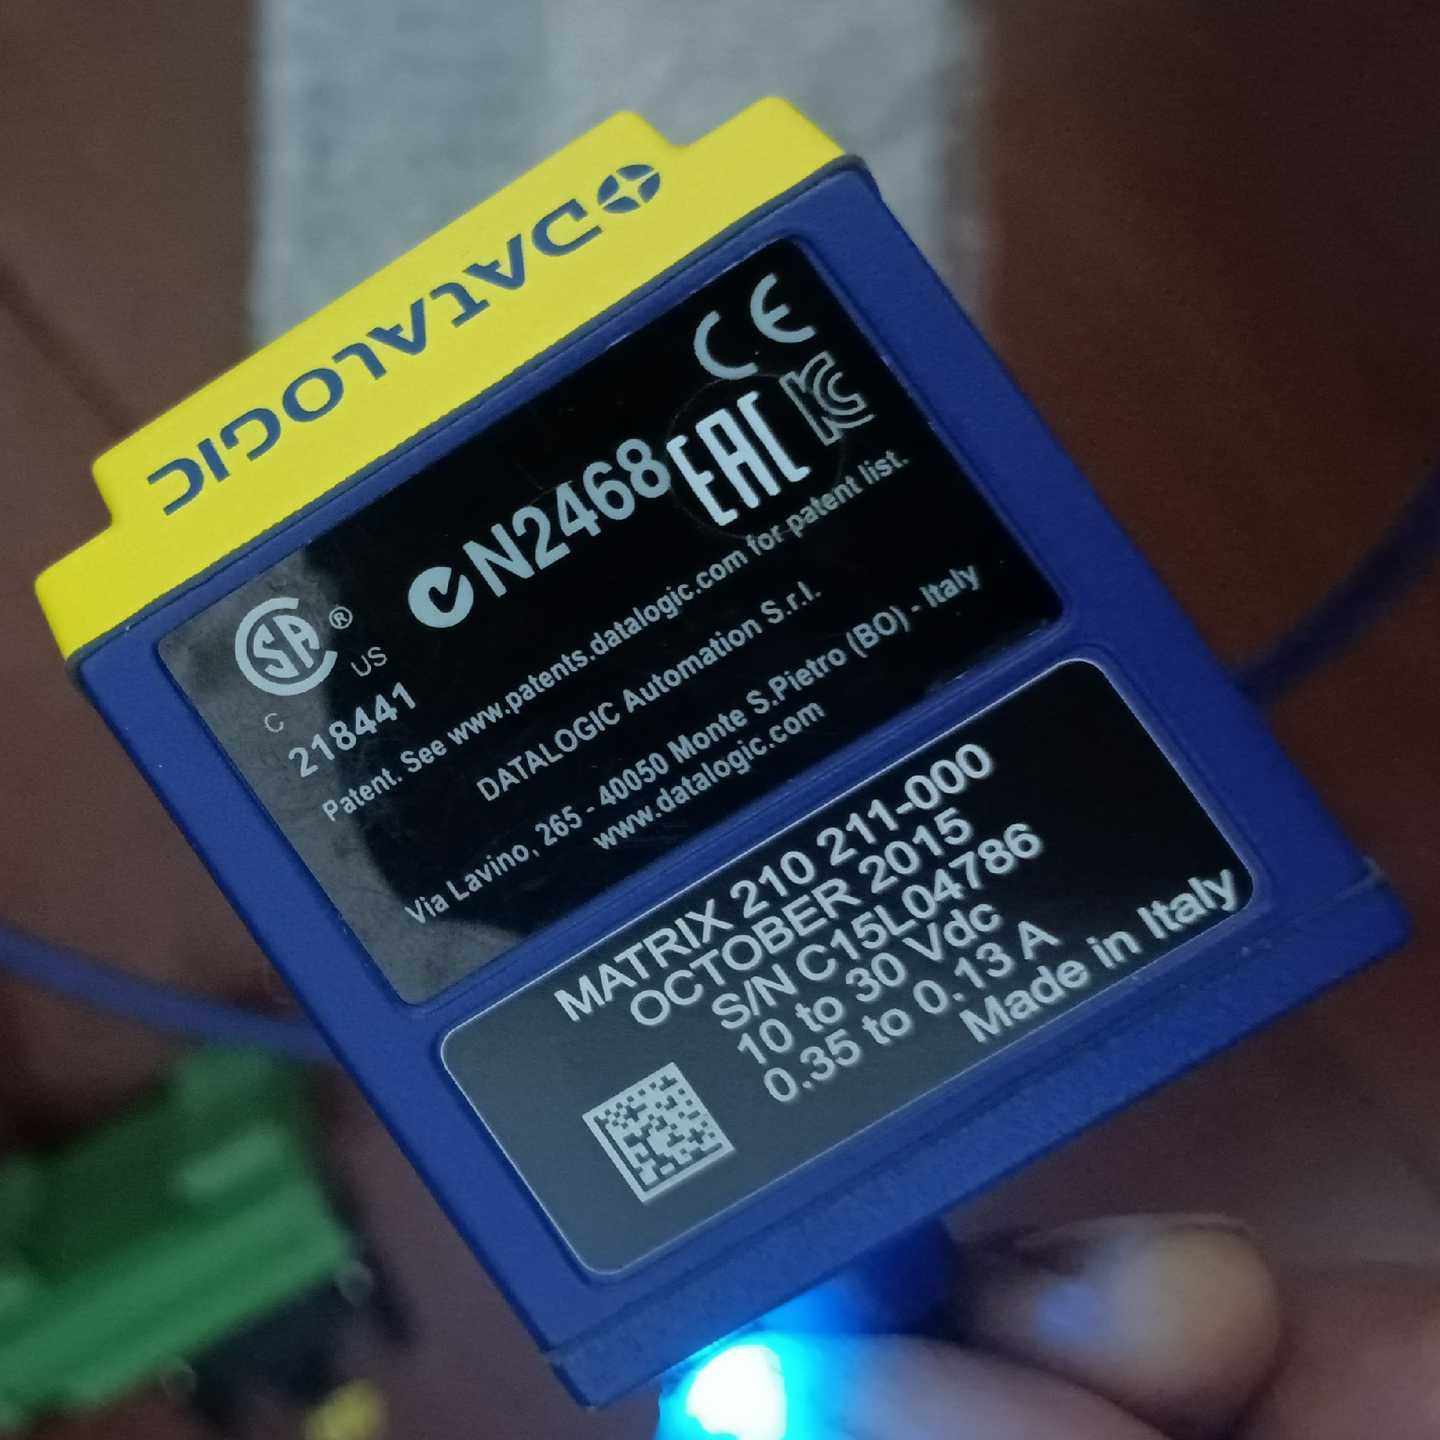 DATALOGIC
CE
N2468 EAC
CSA ®
C US
218441
Patent. See www.patents.datalogic.com for patent list.
DATALOGIC Automation S.r.l.
Via Lavino, 265 - 40050 Monte S.Pietro (BO) - Italy
www.datalogic.com
MATRIX 210 211-000
OCTOBER 2015
S/N C15L04786
10 to 30 Vdc
0.35 to 0.13 A
Made in Italy